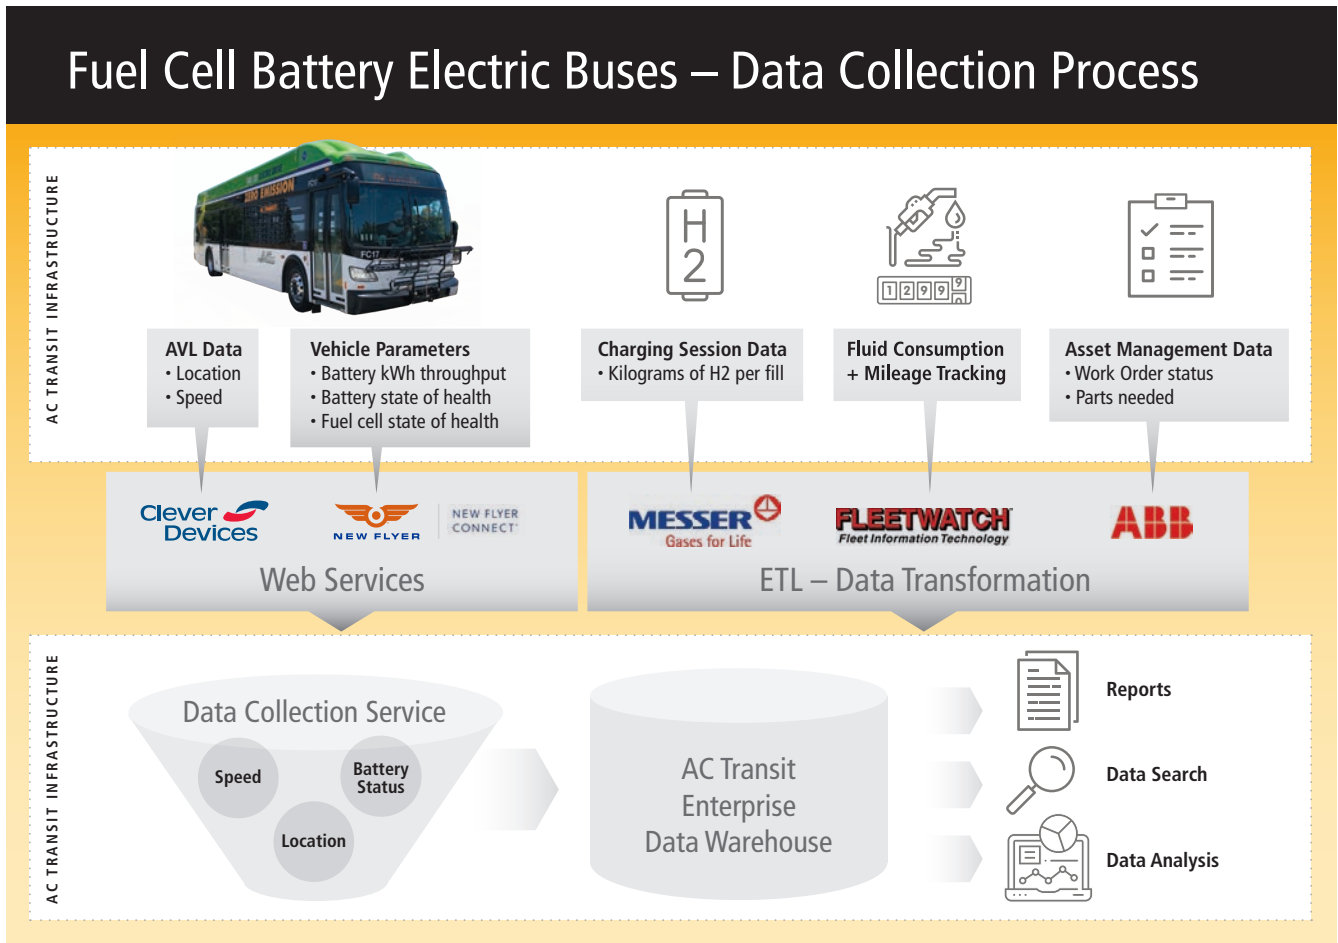 Fuel Cell Battery Electric Buses – Data Collection Process
AC TRANSIT INFRASTRUCTURE
ZERO EMISSION
FC17
H
2
1 2 9 9 9
0
AVL Data
• Location
• Speed
Vehicle Parameters
• Battery kWh throughput
• Battery state of health
• Fuel cell state of health
Charging Session Data
• Kilograms of H2 per fill
Fluid Consumption
+ Mileage Tracking
Asset Management Data
• Work Order status
• Parts needed
Clever
Devices
NEW FLYER
NEW FLYER
CONNECT
Web Services
MESSER
Gases for Life
FLEETWATCH
Fleet Information Technology
ABB
ETL – Data Transformation
AC TRANSIT INFRASTRUCTURE
Data Collection Service
Speed
Battery
Status
Location
AC Transit
Enterprise
Data Warehouse
Reports
Data Search
Data Analysis